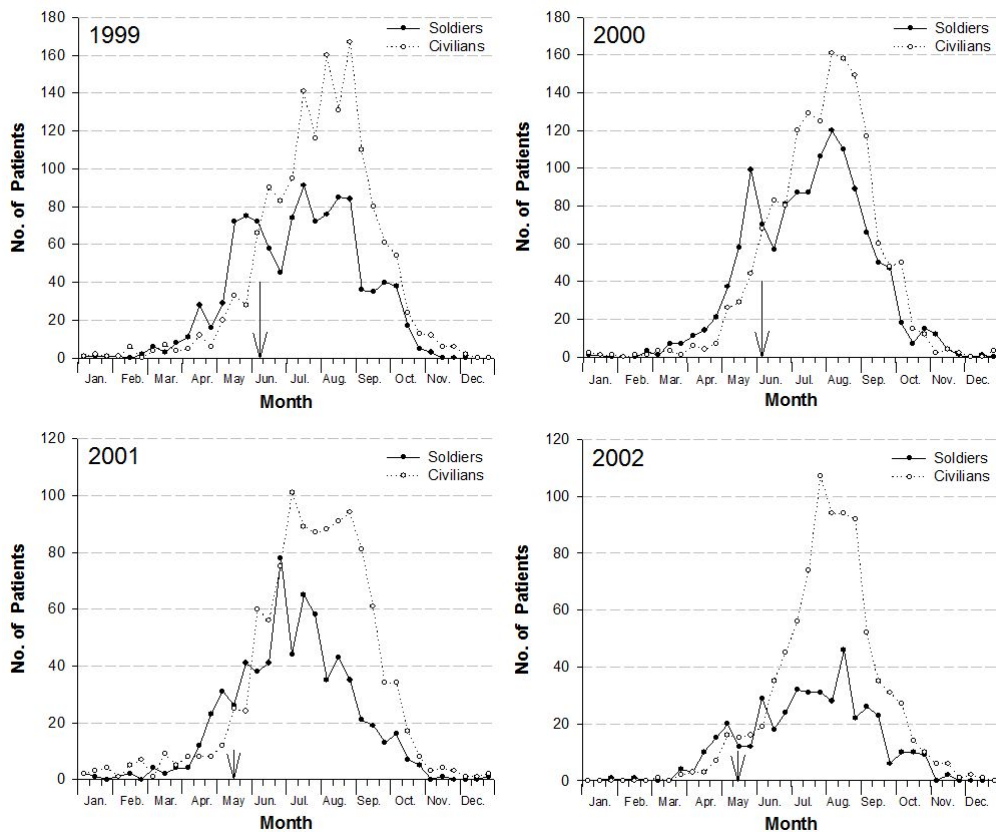 1999
Soldiers
Civilians
180
160
140
120
100
80
60
40
20
0
No. of Patients
Jan. Feb. Mar. Apr. May Jun. Jul. Aug. Sep. Oct. Nov. Dec.
Month
2000
Soldiers
Civilians
180
160
140
120
100
80
60
40
20
0
No. of Patients
Jan. Feb. Mar. Apr. May Jun. Jul. Aug. Sep. Oct. Nov. Dec.
Month
2001
Soldiers
Civilians
120
100
80
60
40
20
0
No. of Patients
Jan. Feb. Mar. Apr. May Jun. Jul. Aug. Sep. Oct. Nov. Dec.
Month
2002
Soldiers
Civilians
120
100
80
60
40
20
0
No. of Patients
Jan. Feb. Mar. Apr. May Jun. Jul. Aug. Sep. Oct. Nov. Dec.
Month